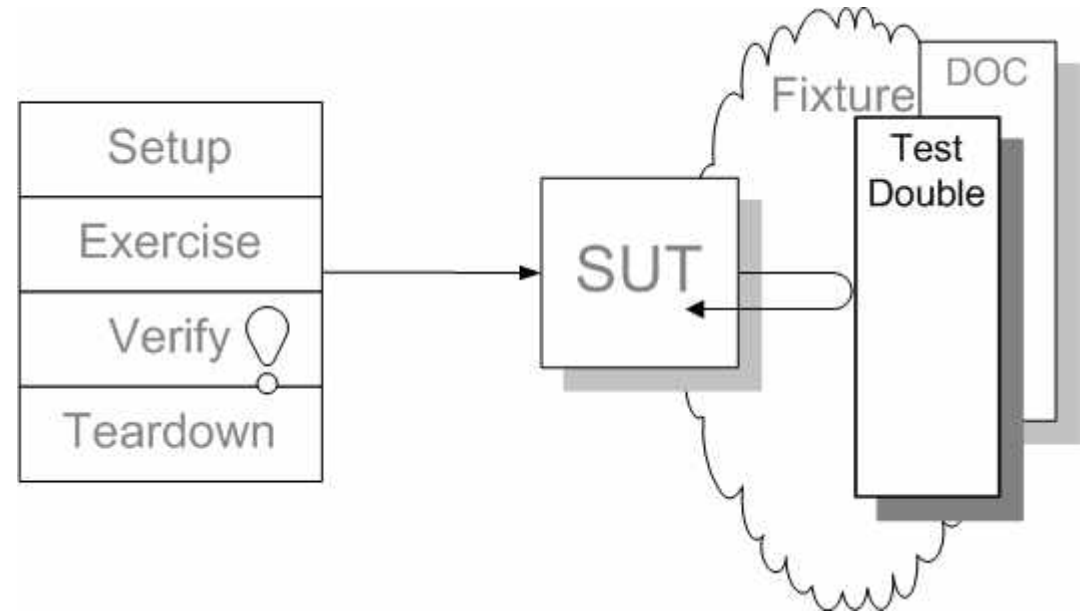 Setup
Exercise
Verify
Teardown
SUT
Fixture
DOC
Test
Double